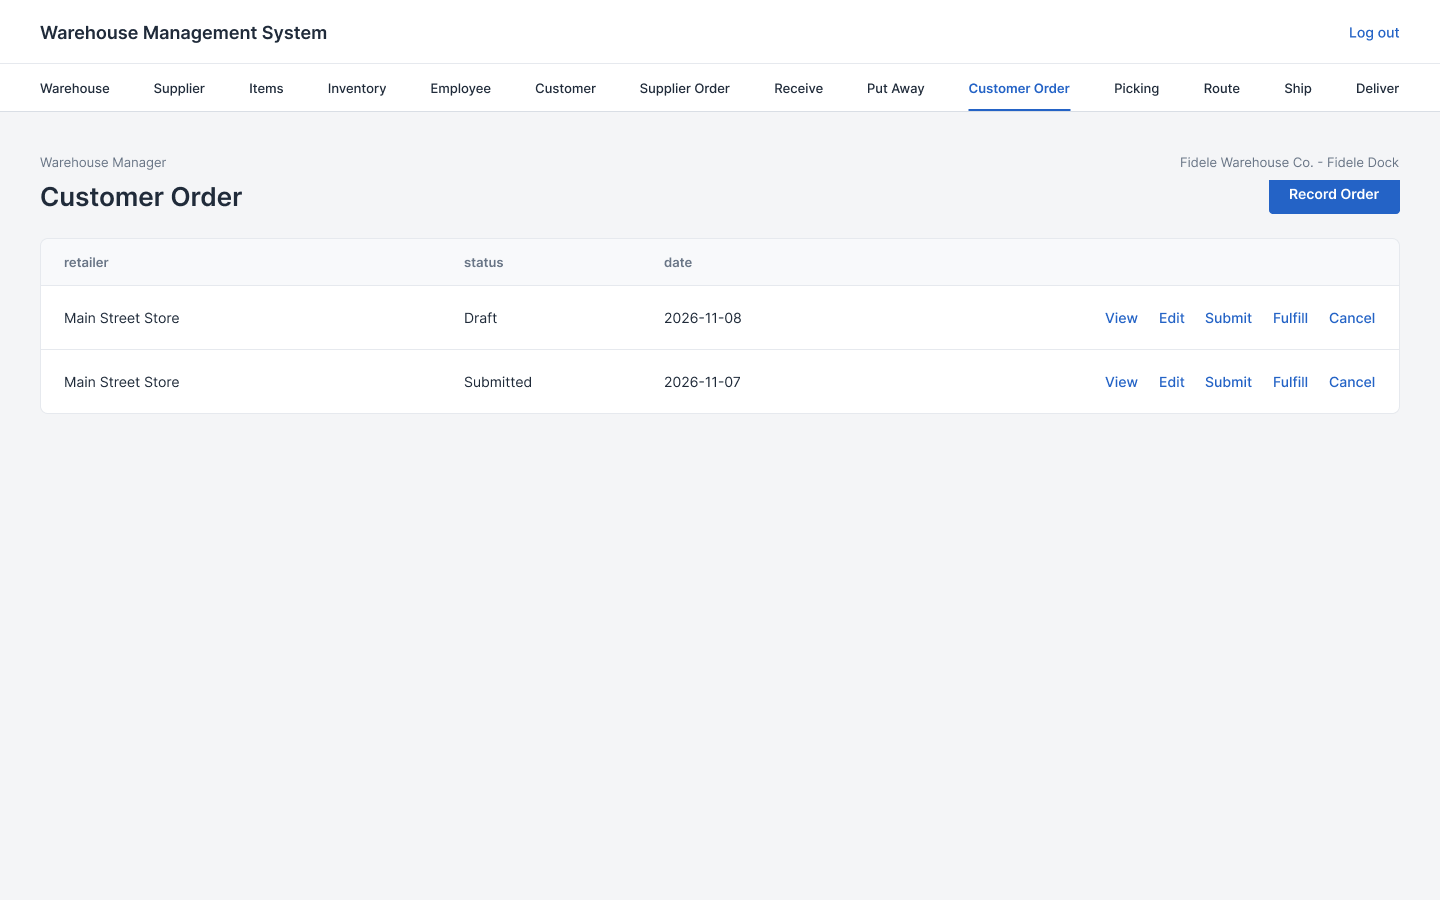 Warehouse Management System
Log out
Warehouse Supplier Items Inventory Employee Customer Supplier Order Receive Put Away Customer Order Picking Route Ship Deliver
Warehouse Manager
Fidele Warehouse Co. - Fidele Dock
Customer Order
Record Order
retailer status date
Main Street Store Draft 2026-11-08 View Edit Submit Fulfill Cancel
Main Street Store Submitted 2026-11-07 View Edit Submit Fulfill Cancel